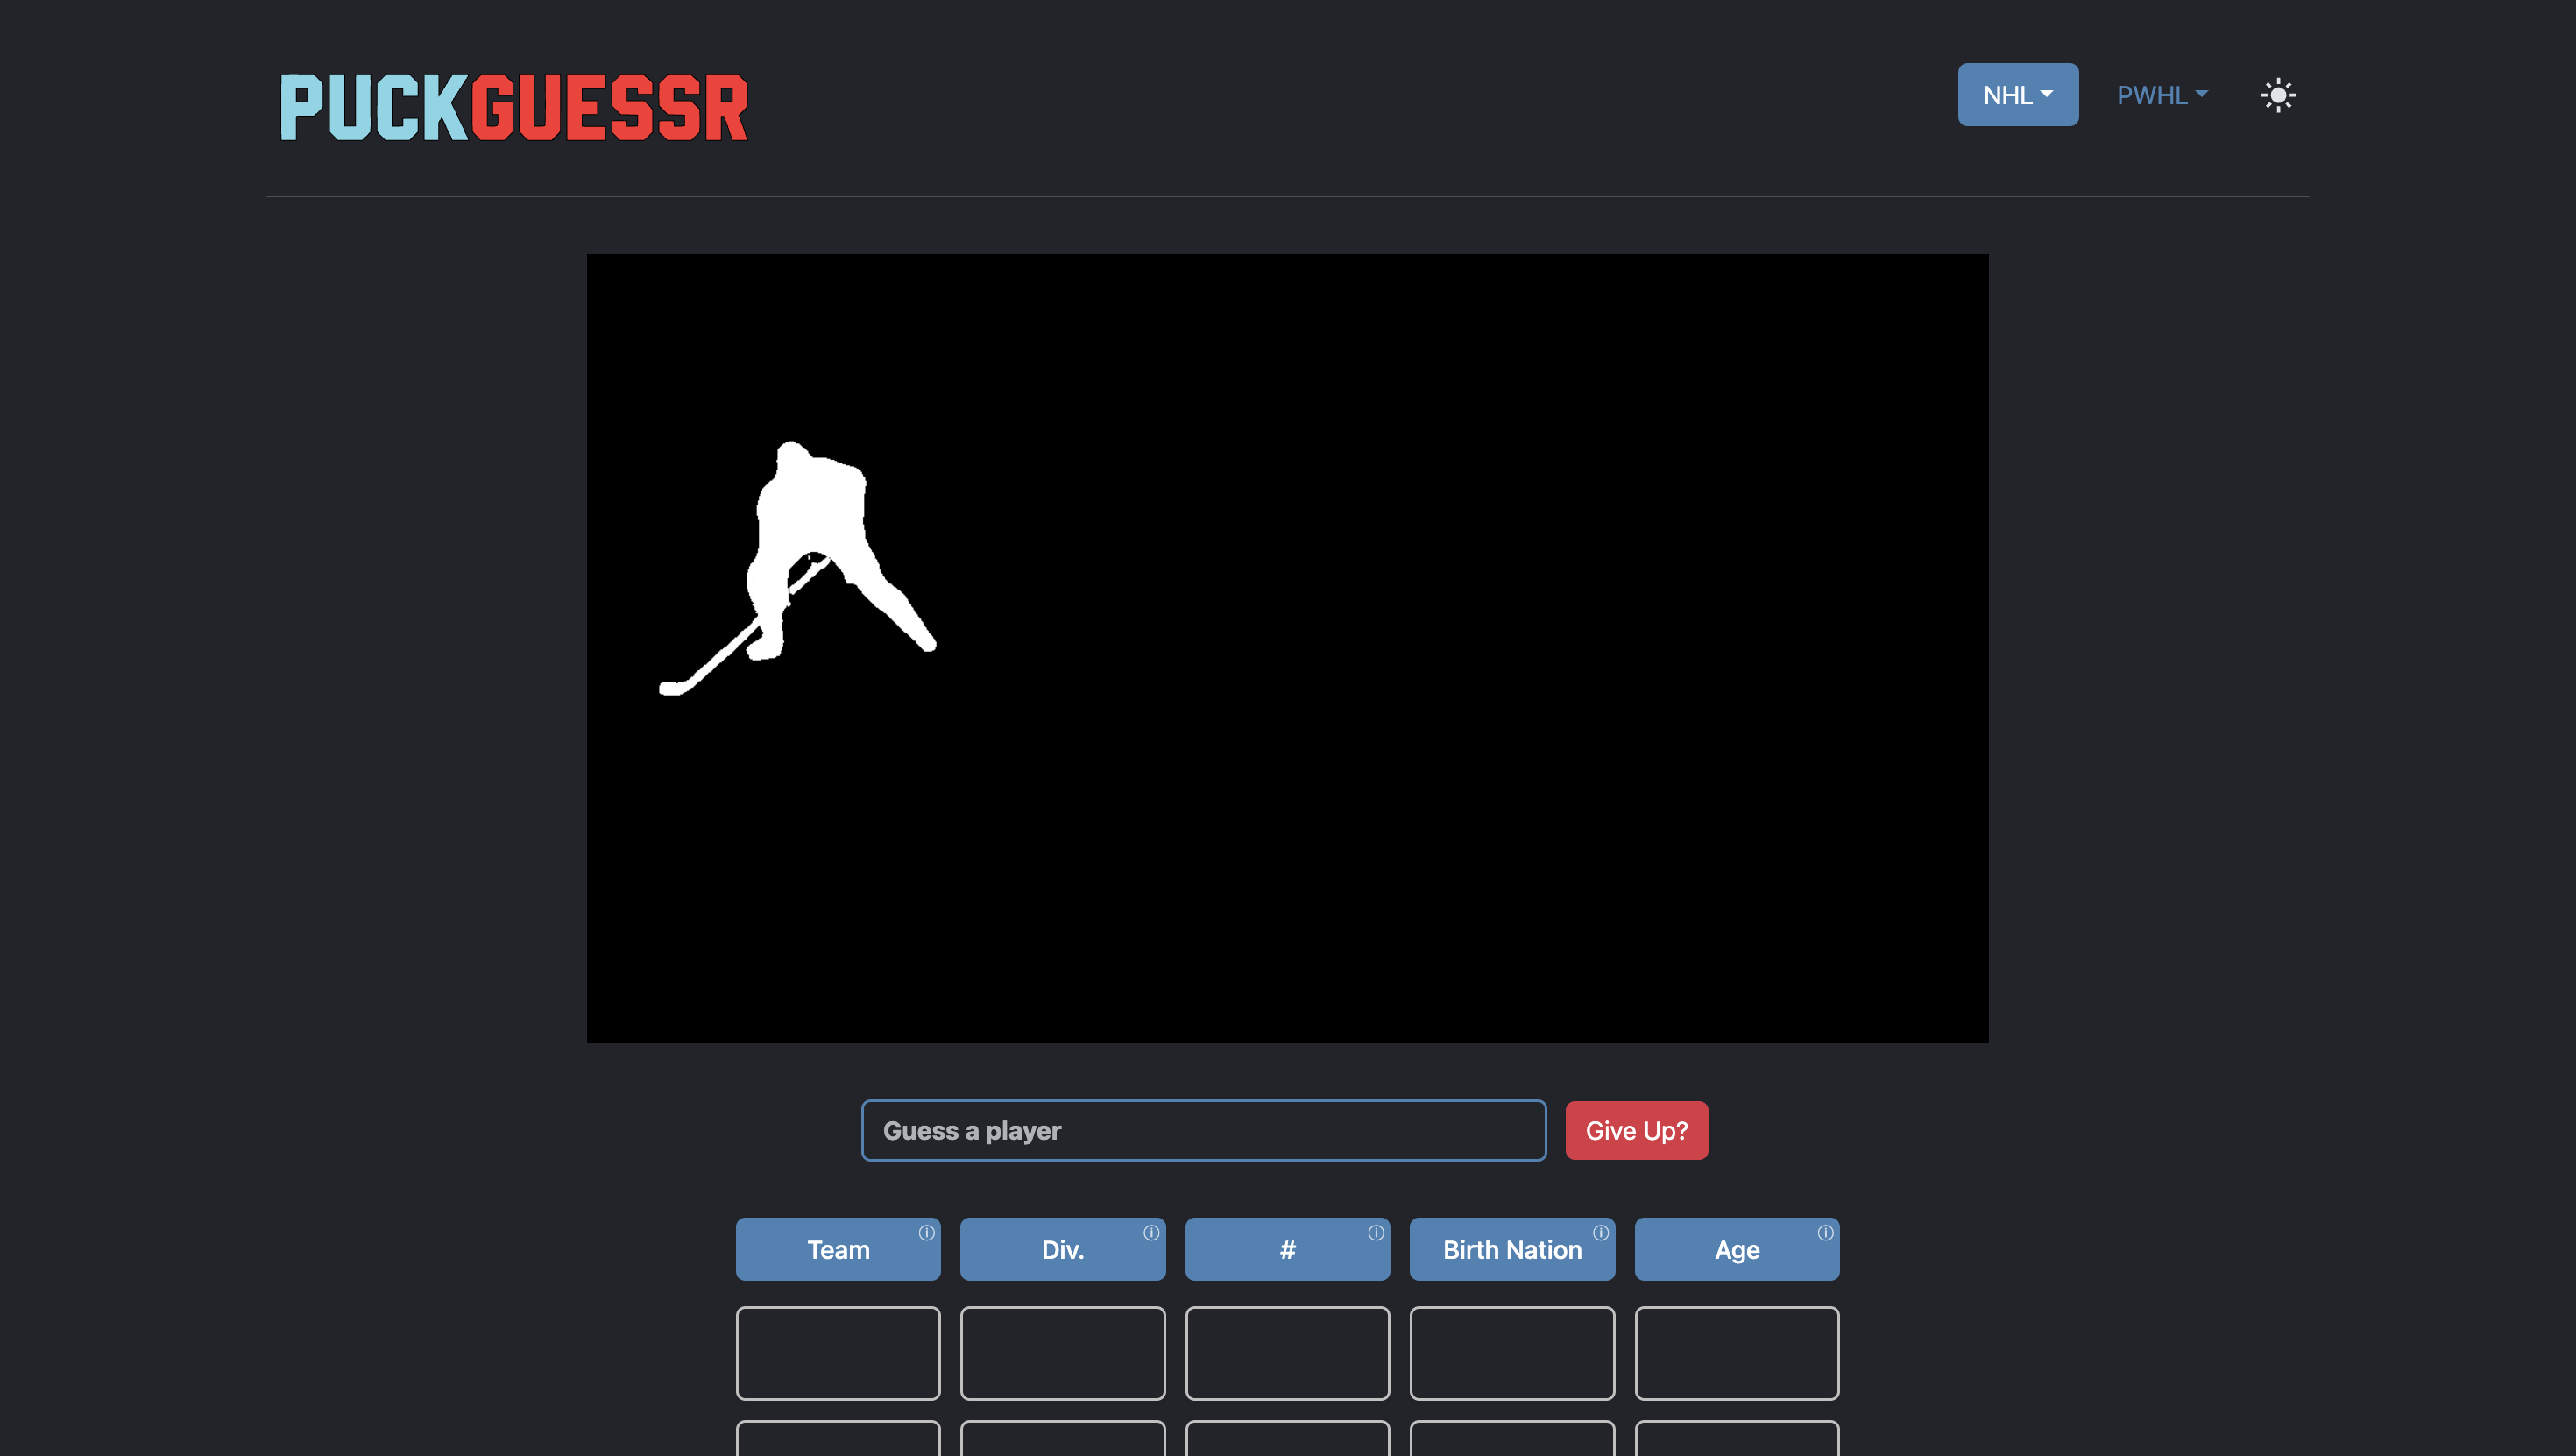 PUCKGUESSR
NHL
PWHL
Guess a player
Give Up?
Team
Div.
#
Birth Nation
Age